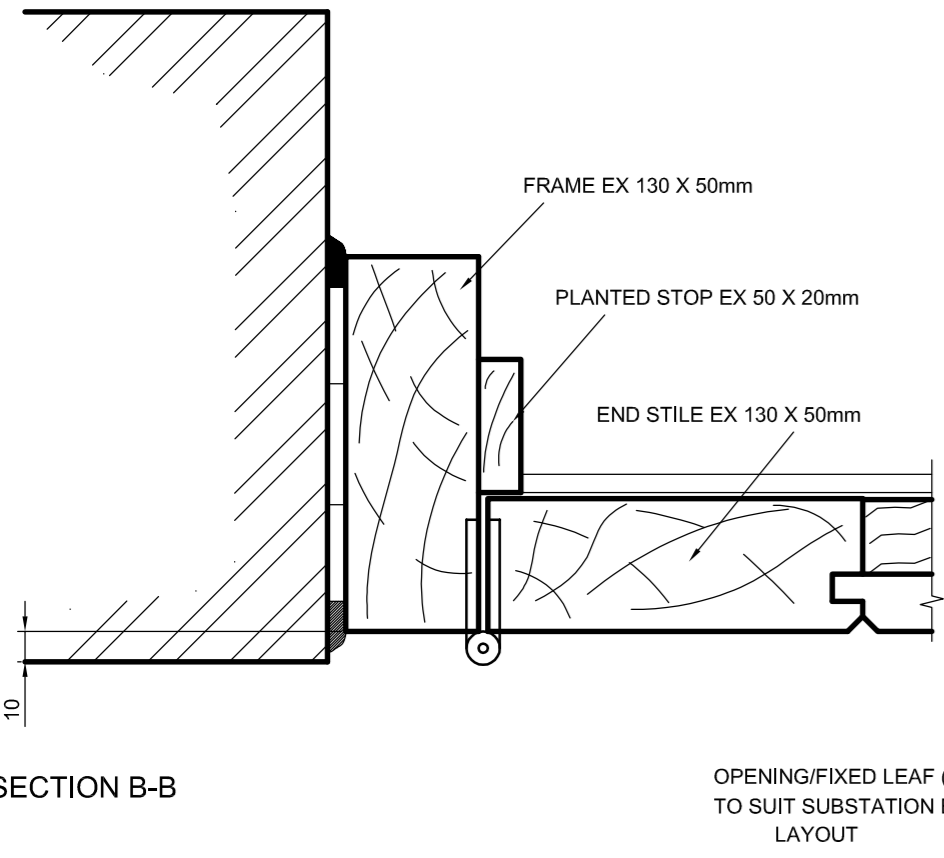 FRAME EX 130 X 50mm
PLANTED STOP EX 50 X 20mm
END STILE EX 130 X 50mm
10
SECTION B-B
OPENING/FIXED LEAF (
TO SUIT SUBSTATION
LAYOUT